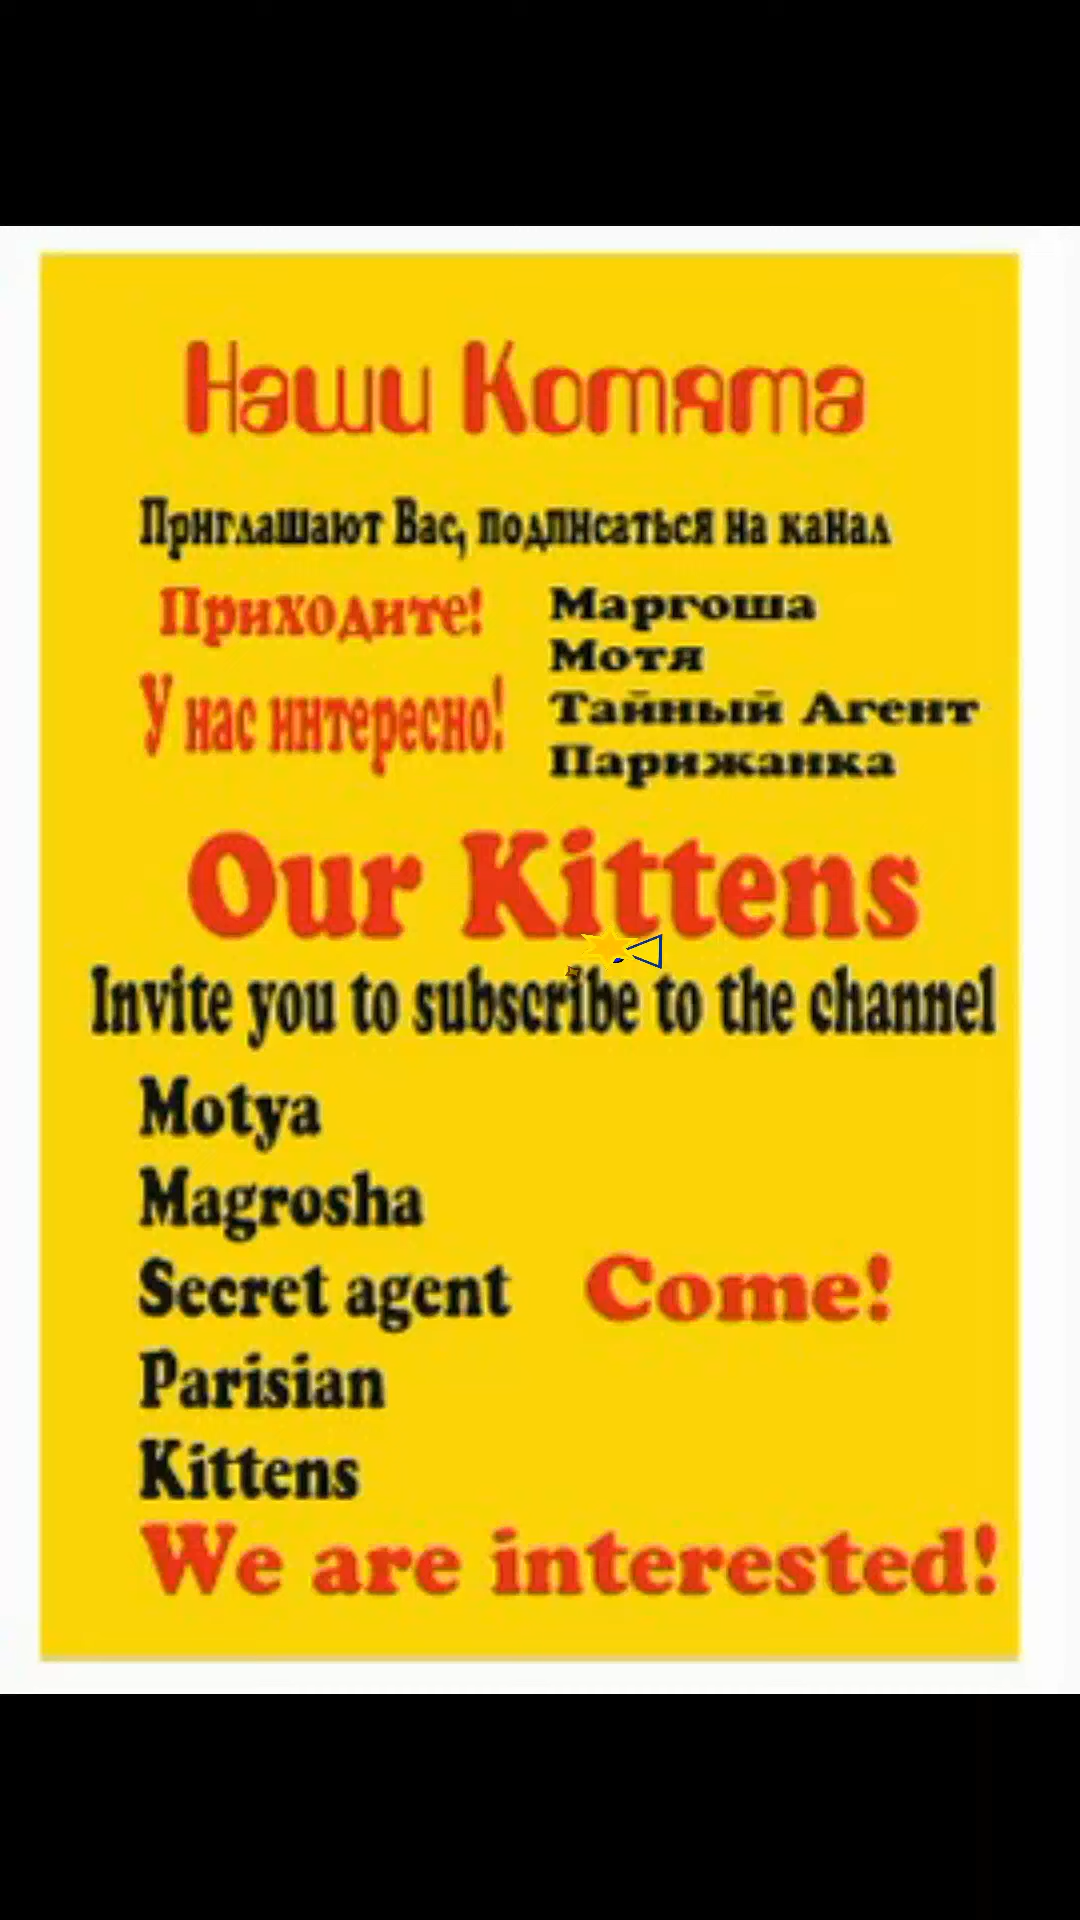 Наши Котята
Приглашают Вас, подписаться на канал
Приходите!
У нас интересно!
Маргоша
Мотя
Тайный Агент
Парижанка
Our Kittens
Invite you to subscribe to the channel
Motya
Magrosha
Secret agent
Come!
Parisian
Kittens
We are interested!